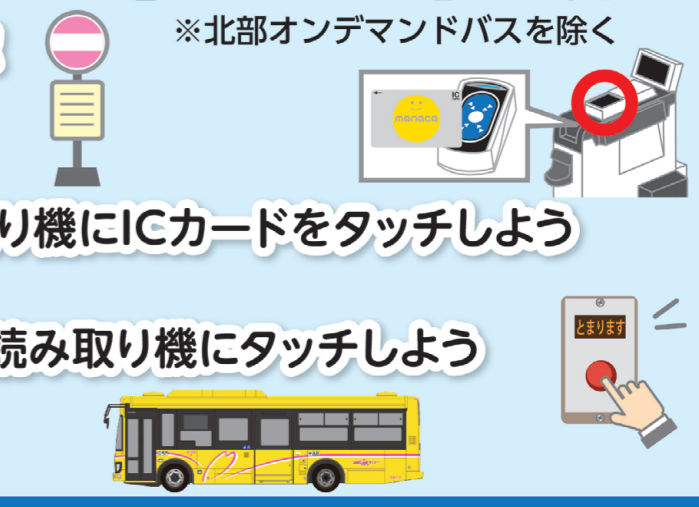 ※北部オンデマンドバスを除く
IC
manaca
り機にICカードをタッチしよう
とまります
読み取り機にタッチしよう